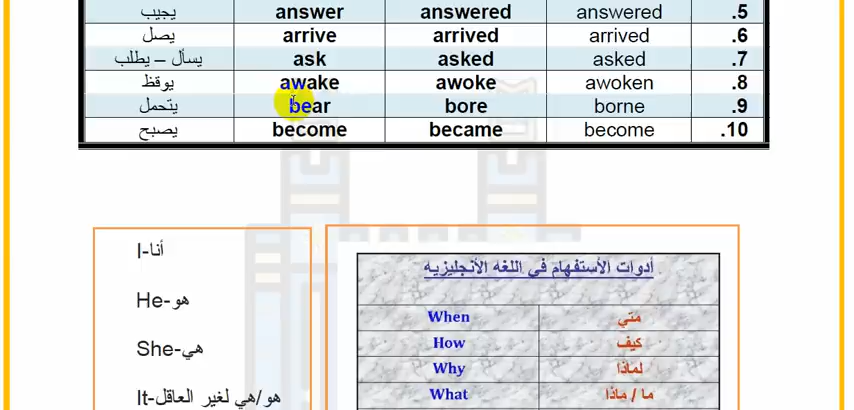 يجيب answer answered answered .5
يصل arrive arrived arrived .6
يسأل – يطلب ask asked asked .7
يوقظ awake awoke awoken .8
يتحمل bear bore borne .9
يصبح become became become .10
أنا-I
هو-He
هي-She
هو/هي لغير العاقل-It
أدوات الأستفهام في اللغه الأنجليزيه
When متي
How كيف
Why لماذا
What ما / ماذا